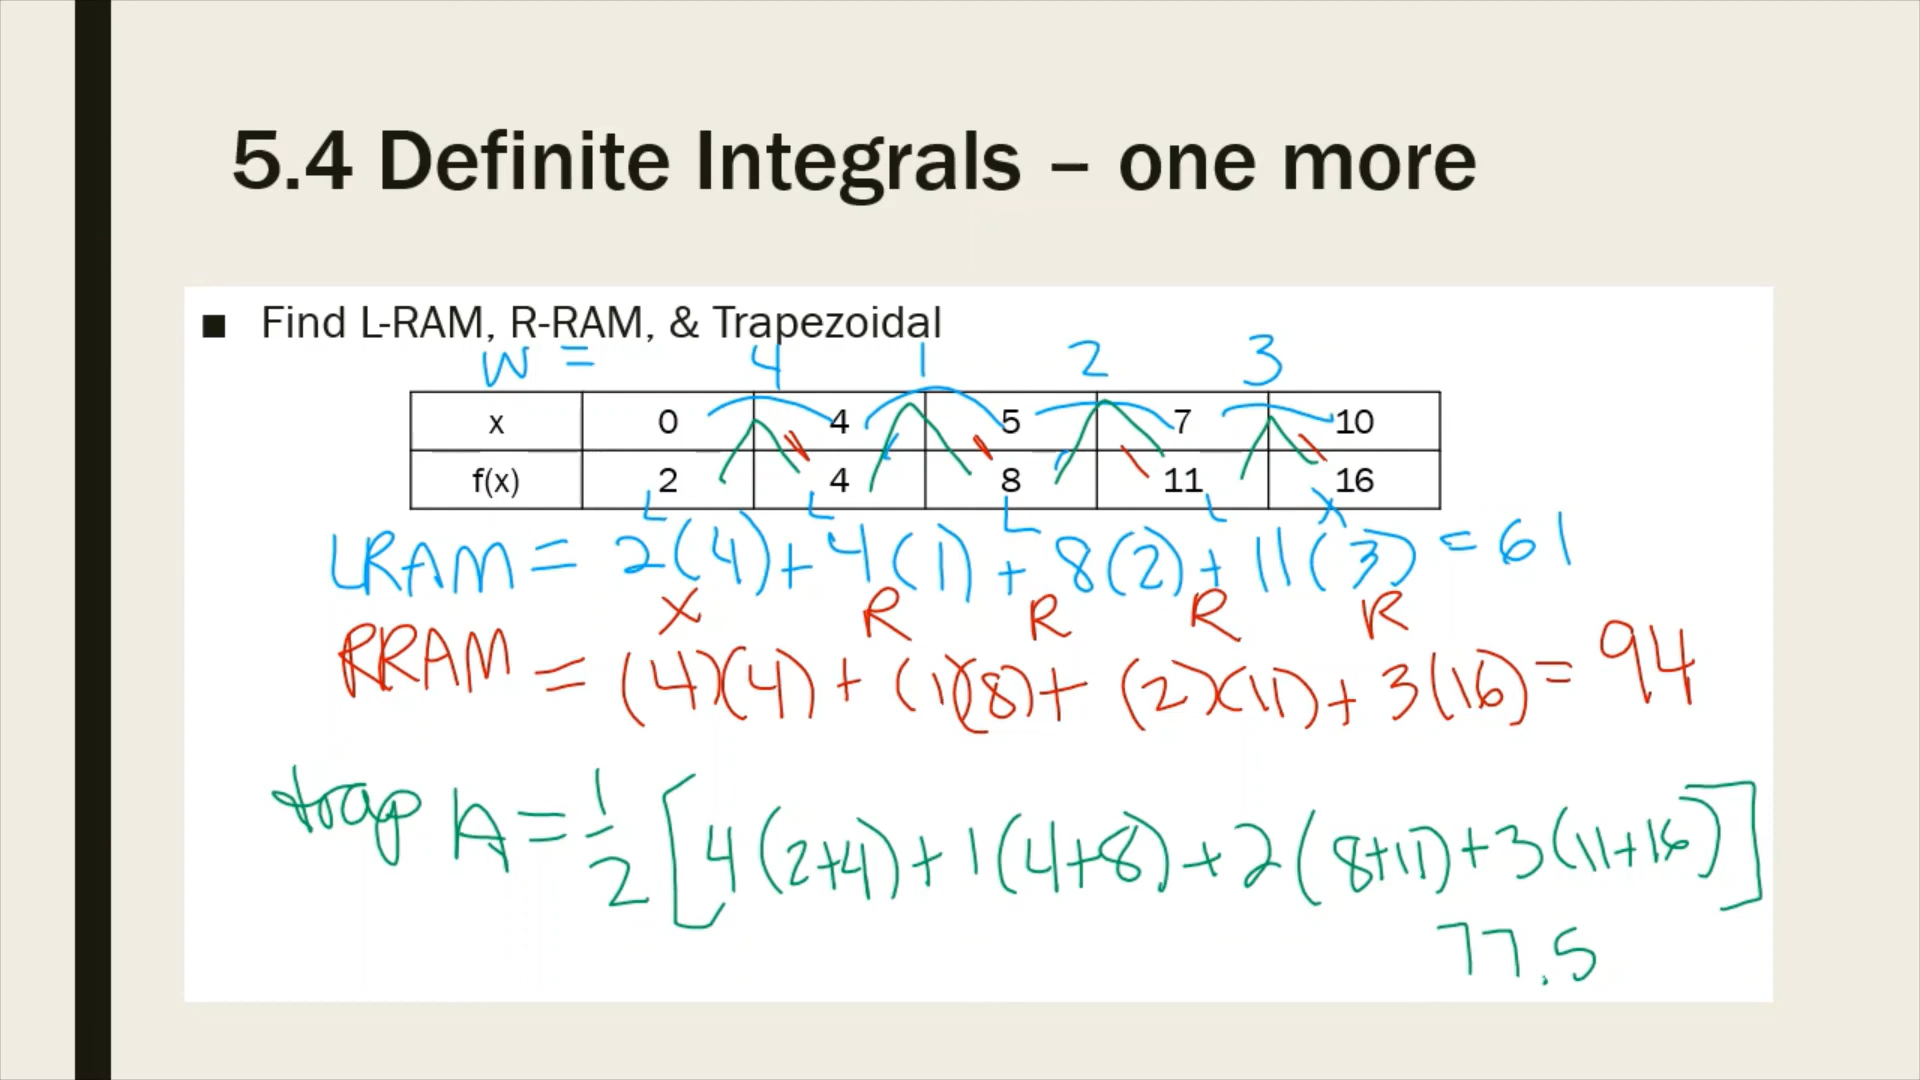 5.4 Definite Integrals – one more
■ Find L-RAM, R-RAM, & Trapezoidal
W = 4 1 2 3
x 0 4 5 7 10
f(x) 2 4 8 11 16
L L L L X
LRAM = 2(4) + 4(1) + 8(2) + 11(3) = 61
X R R R R
RRAM = (4)(4) + (1)(8) + (2)(11) + 3(16) = 94
trap A = 1/2 [4(2+4) + 1(4+8) + 2(8+11) + 3(11+16)]
77.5